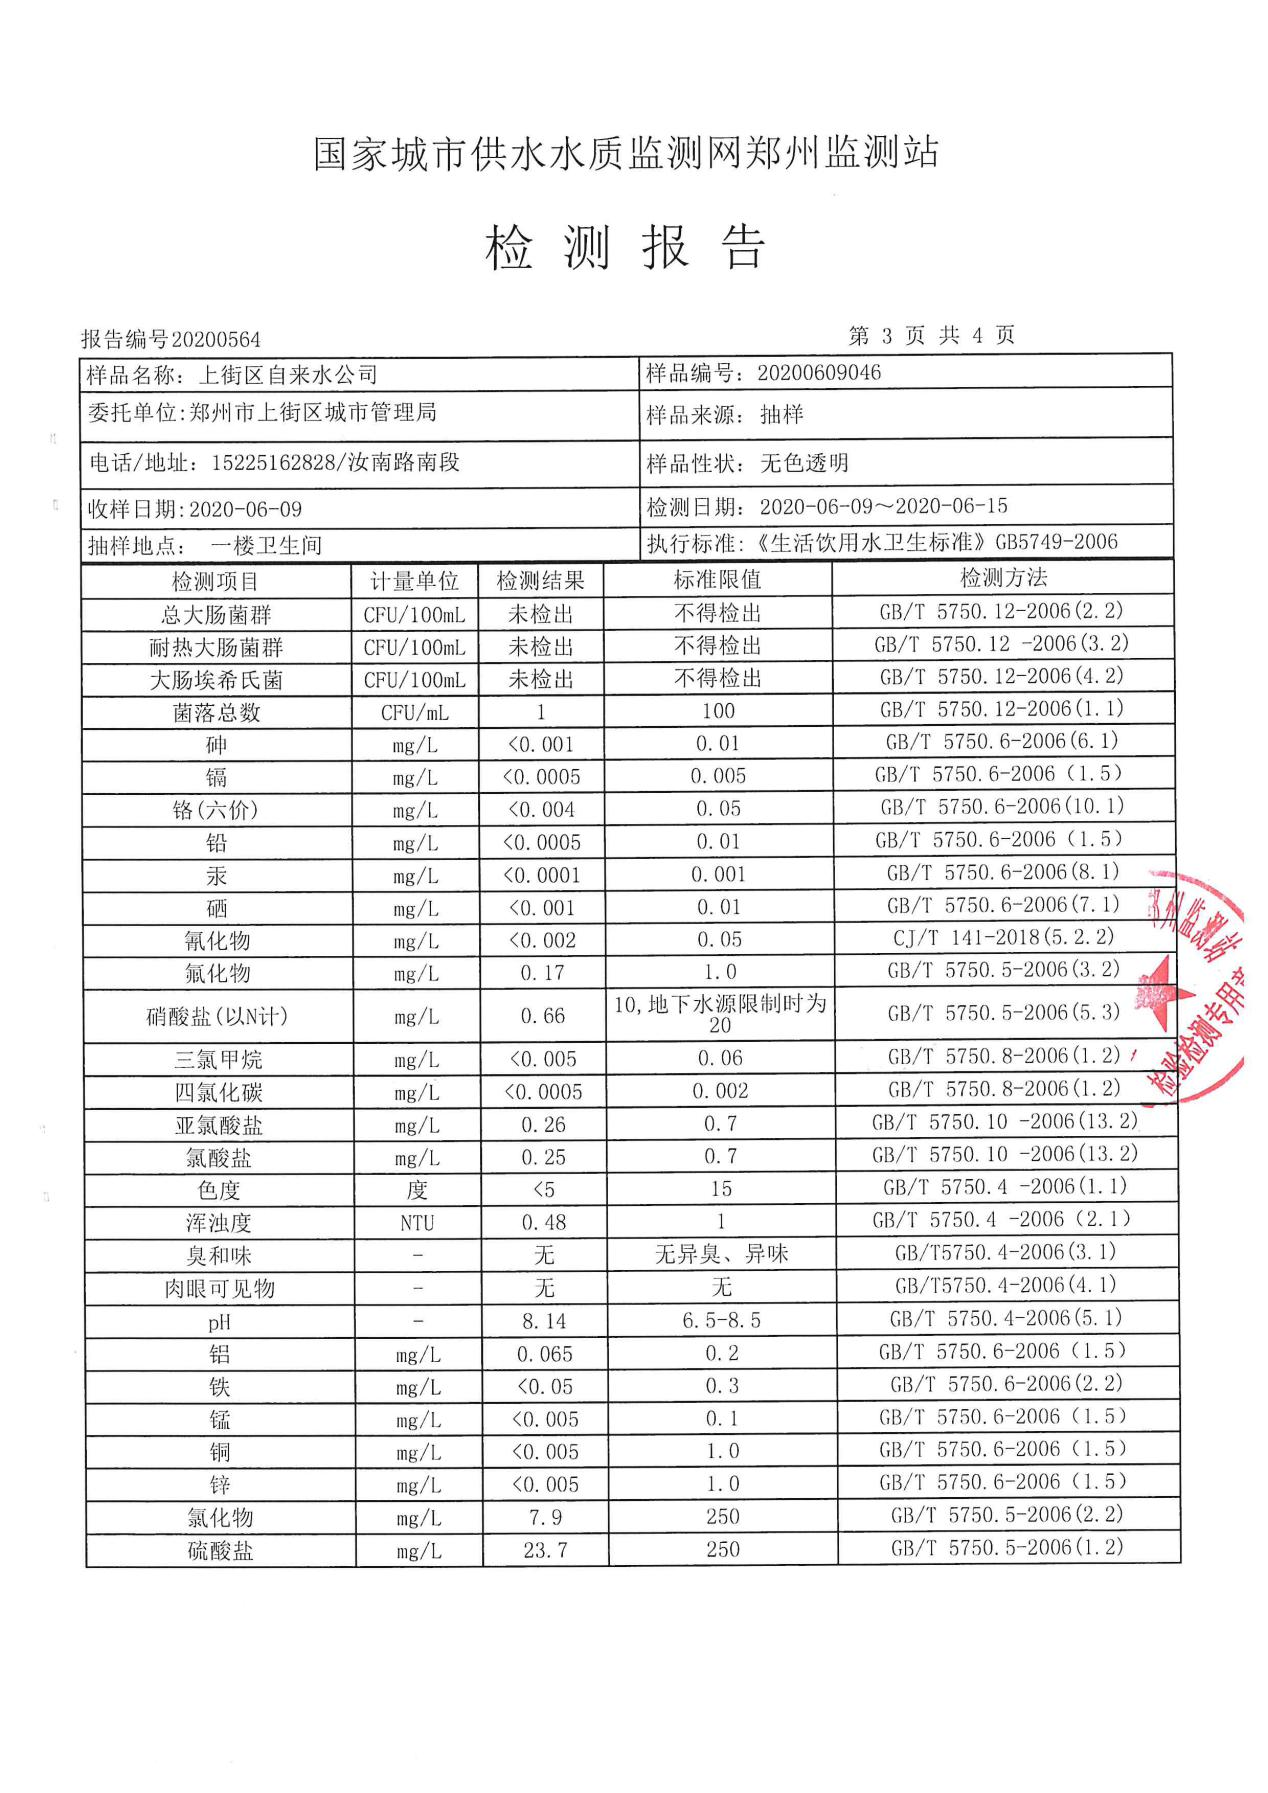 国家城市供水水质监测网郑州监测站
检 测 报 告
报告编号20200564 第 3 页 共 4 页
样品名称：上街区自来水公司 样品编号：20200609046
委托单位:郑州市上街区城市管理局 样品来源：抽样
电话/地址：15225162828/汝南路南段 样品性状：无色透明
收样日期:2020-06-09 检测日期：2020-06-09～2020-06-15
抽样地点： 一楼卫生间 执行标准:《生活饮用水卫生标准》GB5749-2006
检测项目 计量单位 检测结果 标准限值 检测方法
总大肠菌群 CFU/100mL 未检出 不得检出 GB/T 5750.12-2006(2.2)
耐热大肠菌群 CFU/100mL 未检出 不得检出 GB/T 5750.12 -2006(3.2)
大肠埃希氏菌 CFU/100mL 未检出 不得检出 GB/T 5750.12-2006(4.2)
菌落总数 CFU/mL 1 100 GB/T 5750.12-2006(1.1)
砷 mg/L <0.001 0.01 GB/T 5750.6-2006(6.1)
镉 mg/L <0.0005 0.005 GB/T 5750.6-2006（1.5）
铬(六价) mg/L <0.004 0.05 GB/T 5750.6-2006(10.1)
铅 mg/L <0.0005 0.01 GB/T 5750.6-2006（1.5）
汞 mg/L <0.0001 0.001 GB/T 5750.6-2006(8.1)
硒 mg/L <0.001 0.01 GB/T 5750.6-2006(7.1)
氰化物 mg/L <0.002 0.05 CJ/T 141-2018(5.2.2)
氟化物 mg/L 0.17 1.0 GB/T 5750.5-2006(3.2)
硝酸盐(以N计) mg/L 0.66 10,地下水源限制时为 GB/T 5750.5-2006(5.3)
20
三氯甲烷 mg/L <0.005 0.06 GB/T 5750.8-2006(1.2)
四氯化碳 mg/L <0.0005 0.002 GB/T 5750.8-2006(1.2)
亚氯酸盐 mg/L 0.26 0.7 GB/T 5750.10 -2006(13.2)
氯酸盐 mg/L 0.25 0.7 GB/T 5750.10 -2006(13.2)
色度 度 <5 15 GB/T 5750.4 -2006(1.1)
浑浊度 NTU 0.48 1 GB/T 5750.4 -2006（2.1）
臭和味 - 无 无异臭、异味 GB/T5750.4-2006(3.1)
肉眼可见物 - 无 无 GB/T5750.4-2006(4.1)
pH - 8.14 6.5-8.5 GB/T 5750.4-2006(5.1)
铝 mg/L 0.065 0.2 GB/T 5750.6-2006（1.5）
铁 mg/L <0.05 0.3 GB/T 5750.6-2006(2.2)
锰 mg/L <0.005 0.1 GB/T 5750.6-2006（1.5）
铜 mg/L <0.005 1.0 GB/T 5750.6-2006（1.5）
锌 mg/L <0.005 1.0 GB/T 5750.6-2006（1.5）
氯化物 mg/L 7.9 250 GB/T 5750.5-2006(2.2)
硫酸盐 mg/L 23.7 250 GB/T 5750.5-2006(1.2)
州监测站
检验检测专用